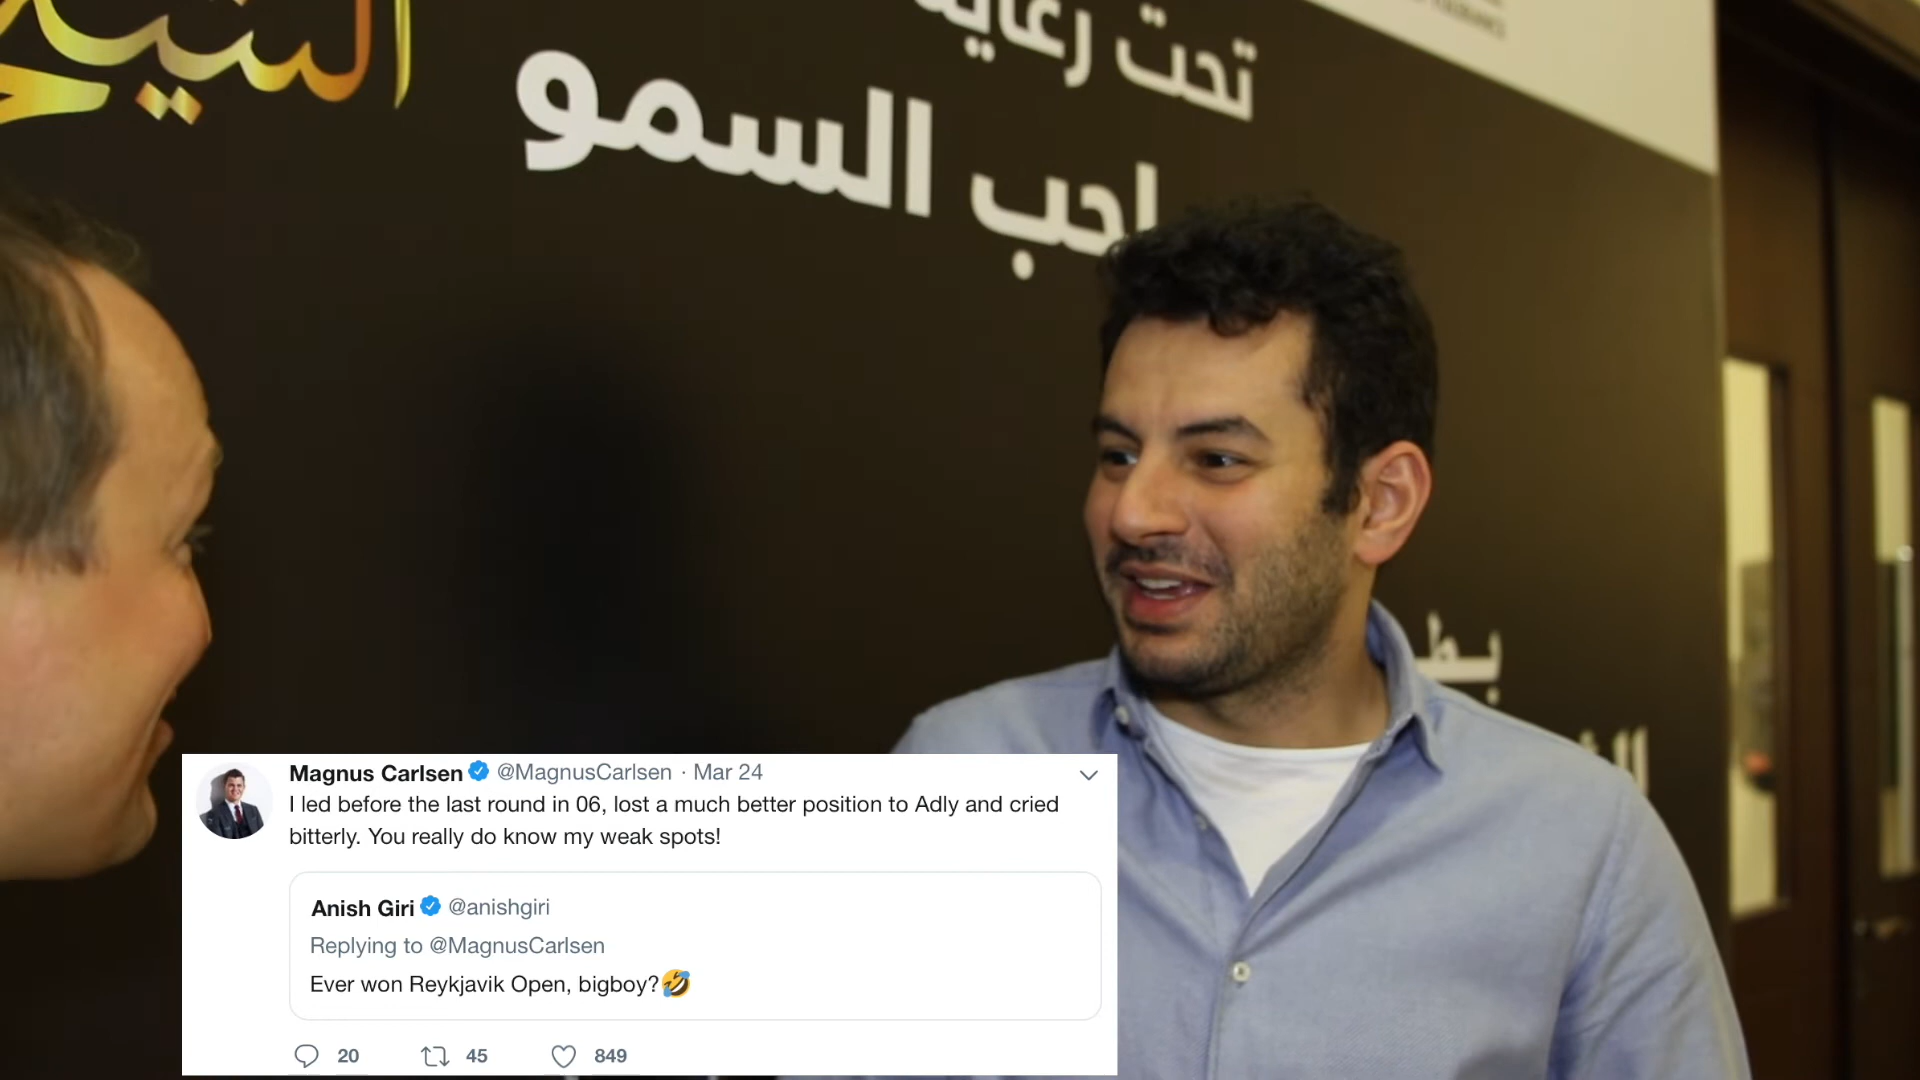 تحت رعاية
السمو
Magnus Carlsen @MagnusCarlsen · Mar 24
I led before the last round in 06, lost a much better position to Adly and cried
bitterly. You really do know my weak spots!
Anish Giri @anishgiri
Replying to @MagnusCarlsen
Ever won Reykjavik Open, bigboy?🤣
20 45 849